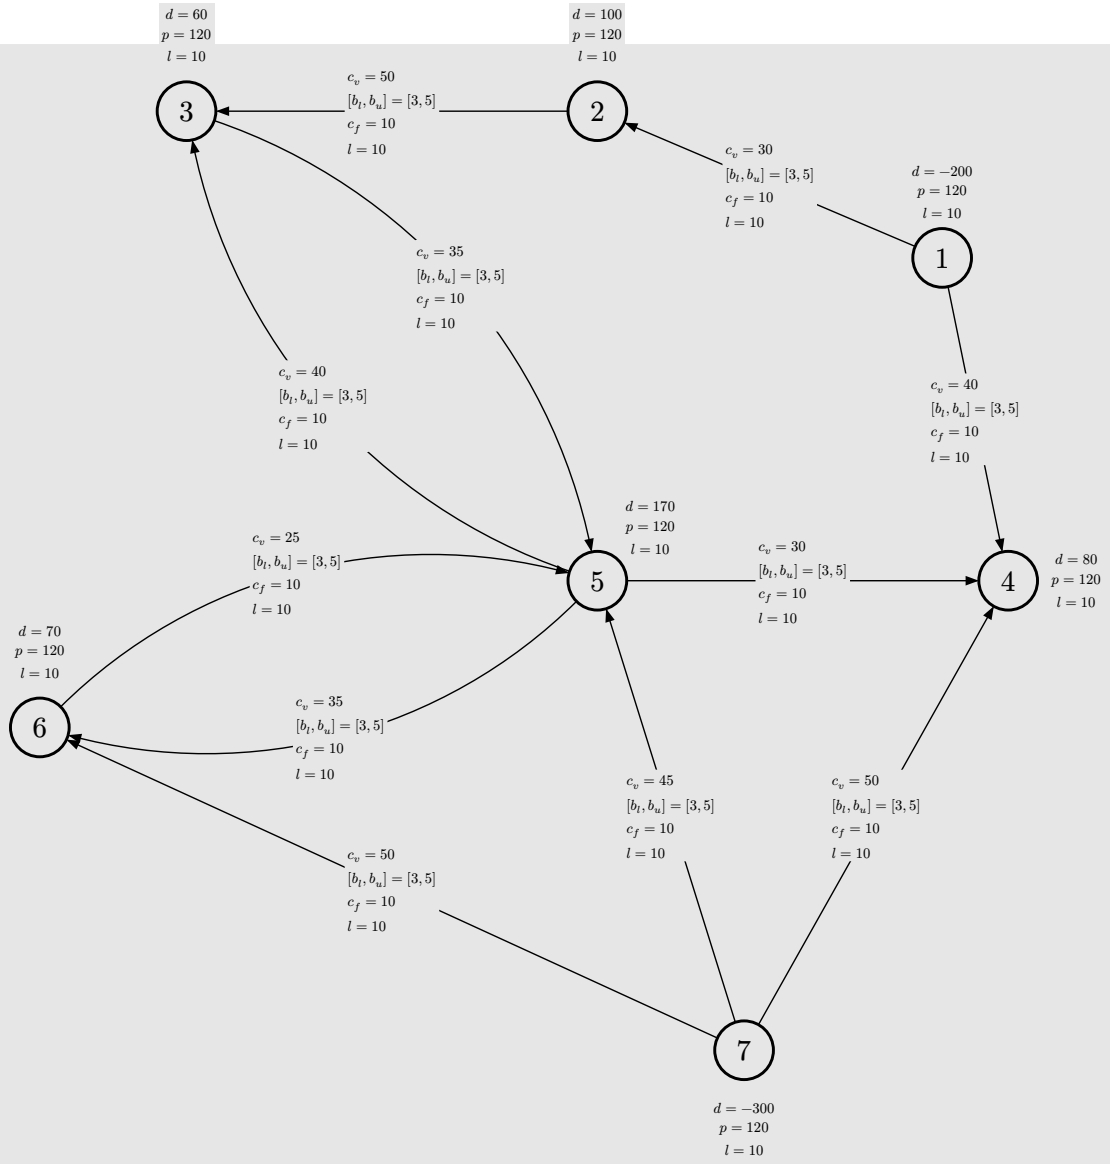 d = 60
p = 120
l = 10
3
d = 100
p = 120
l = 10
2
c_v = 50
[b_l, b_u] = [3, 5]
c_f = 10
l = 10
c_v = 30
[b_l, b_u] = [3, 5]
c_f = 10
l = 10
d = −200
p = 120
l = 10
1
c_v = 35
[b_l, b_u] = [3, 5]
c_f = 10
l = 10
c_v = 40
[b_l, b_u] = [3, 5]
c_f = 10
l = 10
c_v = 40
[b_l, b_u] = [3, 5]
c_f = 10
l = 10
d = 170
p = 120
l = 10
5
c_v = 25
[b_l, b_u] = [3, 5]
c_f = 10
l = 10
c_v = 30
[b_l, b_u] = [3, 5]
c_f = 10
l = 10
4
d = 80
p = 120
l = 10
d = 70
p = 120
l = 10
6
c_v = 35
[b_l, b_u] = [3, 5]
c_f = 10
l = 10
c_v = 45
[b_l, b_u] = [3, 5]
c_f = 10
l = 10
c_v = 50
[b_l, b_u] = [3, 5]
c_f = 10
l = 10
c_v = 50
[b_l, b_u] = [3, 5]
c_f = 10
l = 10
7
d = −300
p = 120
l = 10